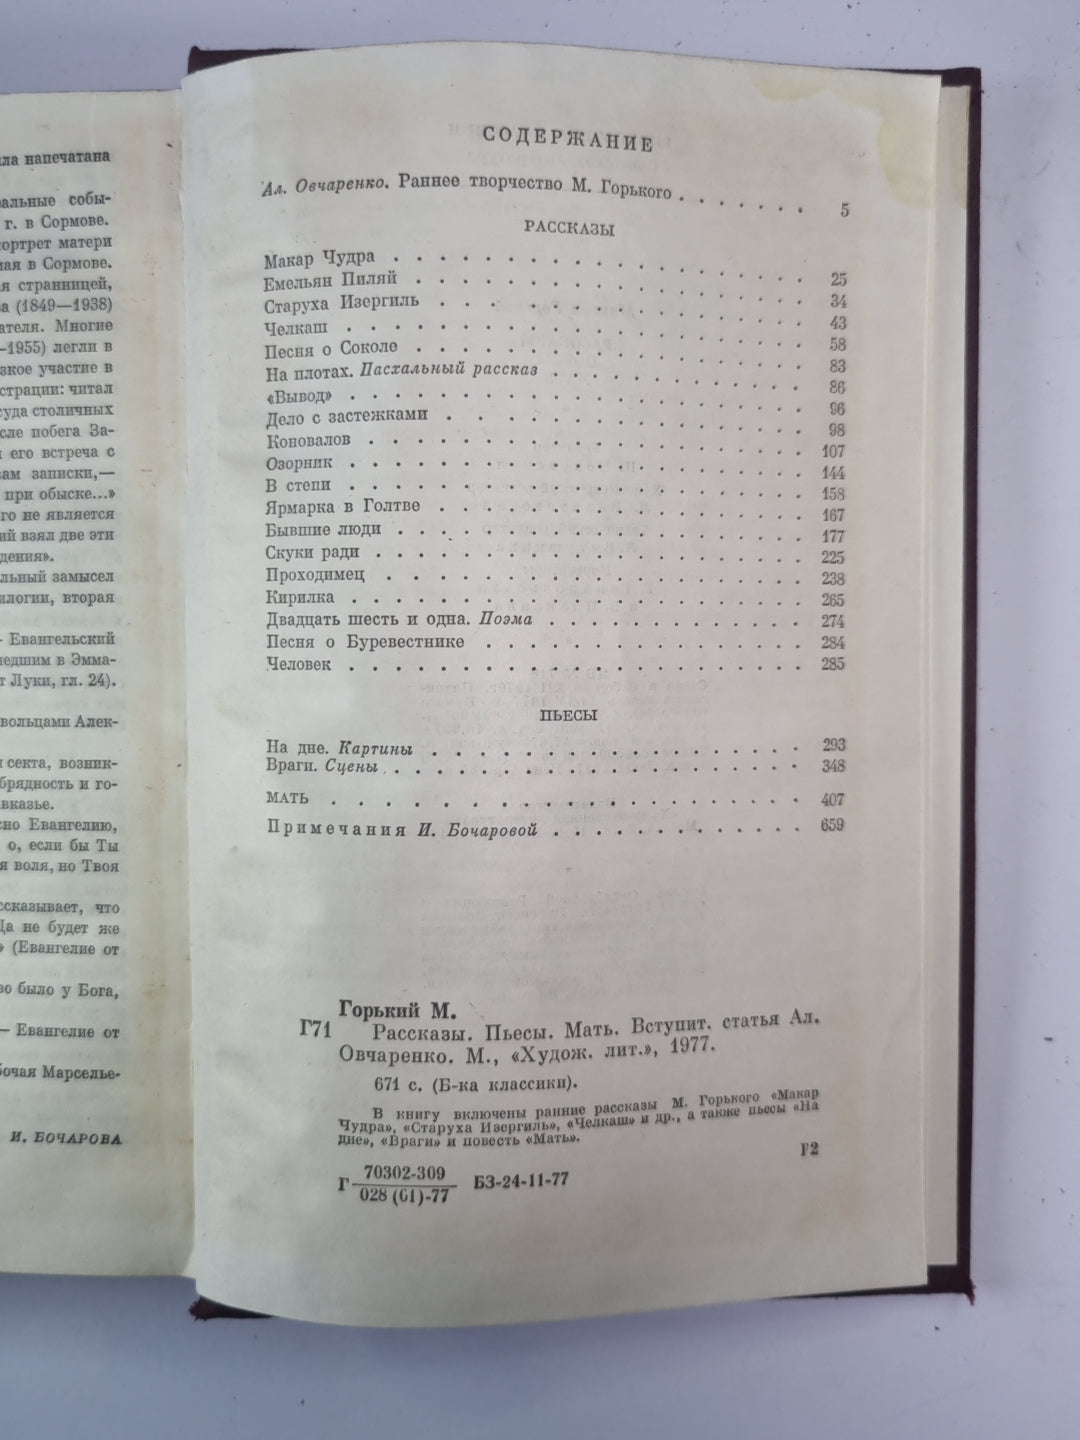 ла напечатана
альные собы-
г. в Сормове.
ортрет матери
ая в Сормове.
я странницей,
а (1849—1938)
ателя. Многие
—1955) легли в
зкое участие в
страции: читал
суда столичных
сле побега За-
его встреча с
ам записки,—
при обыске...»
го не является
ий взял две эти
дения».
льный замысел
илогии, вторая
— Евангельский
шедшим в Эмма-
т Луки, гл. 24).
вольцами Алек-
секта, возник-
брядность и го-
вказье.
сно Евангелию,
о, если бы Ты
я воля, но Твоя
ссказывает, что
Да не будет же
» (Евангелие от
во было у Бога,
— Евангелие от
бочая Марселье-
И. БОЧАРОВА
СОДЕРЖАНИЕ
Ал. Овчаренко. Раннее творчество М. Горького . . . . . . . 5
РАССКАЗЫ
Макар Чудра . . . . . . . . . . . . . . . . 25
Емельян Пиляй . . . . . . . . . . . . . . . 34
Старуха Изергиль . . . . . . . . . . . . . . 43
Челкаш . . . . . . . . . . . . . . . . . . 58
Песня о Соколе . . . . . . . . . . . . . . . 83
На плотах. Пасхальный рассказ . . . . . . . . . 86
«Вывод» . . . . . . . . . . . . . . . . . . 96
Дело с застежками . . . . . . . . . . . . . 98
Коновалов . . . . . . . . . . . . . . . . . 107
Озорник . . . . . . . . . . . . . . . . . . 144
В степи . . . . . . . . . . . . . . . . . . 158
Ярмарка в Голтве . . . . . . . . . . . . . . 167
Бывшие люди . . . . . . . . . . . . . . . . 177
Скуки ради . . . . . . . . . . . . . . . . . 225
Проходимец . . . . . . . . . . . . . . . . 238
Кирилка . . . . . . . . . . . . . . . . . . 265
Двадцать шесть и одна. Поэма . . . . . . . . . 274
Песня о Буревестнике . . . . . . . . . . . . 284
Человек . . . . . . . . . . . . . . . . . . 285
ПЬЕСЫ
На дне. Картины . . . . . . . . . . . . . . 293
Враги. Сцены . . . . . . . . . . . . . . . 348
МАТЬ . . . . . . . . . . . . . . . . . 407
Примечания И. Бочаровой . . . . . . . . . . 659
Горький М.
Г71 Рассказы. Пьесы. Мать. Вступит. статья Ал.
Овчаренко. М., «Худож. лит.», 1977.
671 с. (Б-ка классики).
В книгу включены ранние рассказы М. Горького «Макар
Чудра», «Старуха Изергиль», «Челкаш» и др., а также пьесы «На
дне», «Враги» и повесть «Мать».
Г 70302-309 БЗ-24-11-77
028(01)-77
Р2